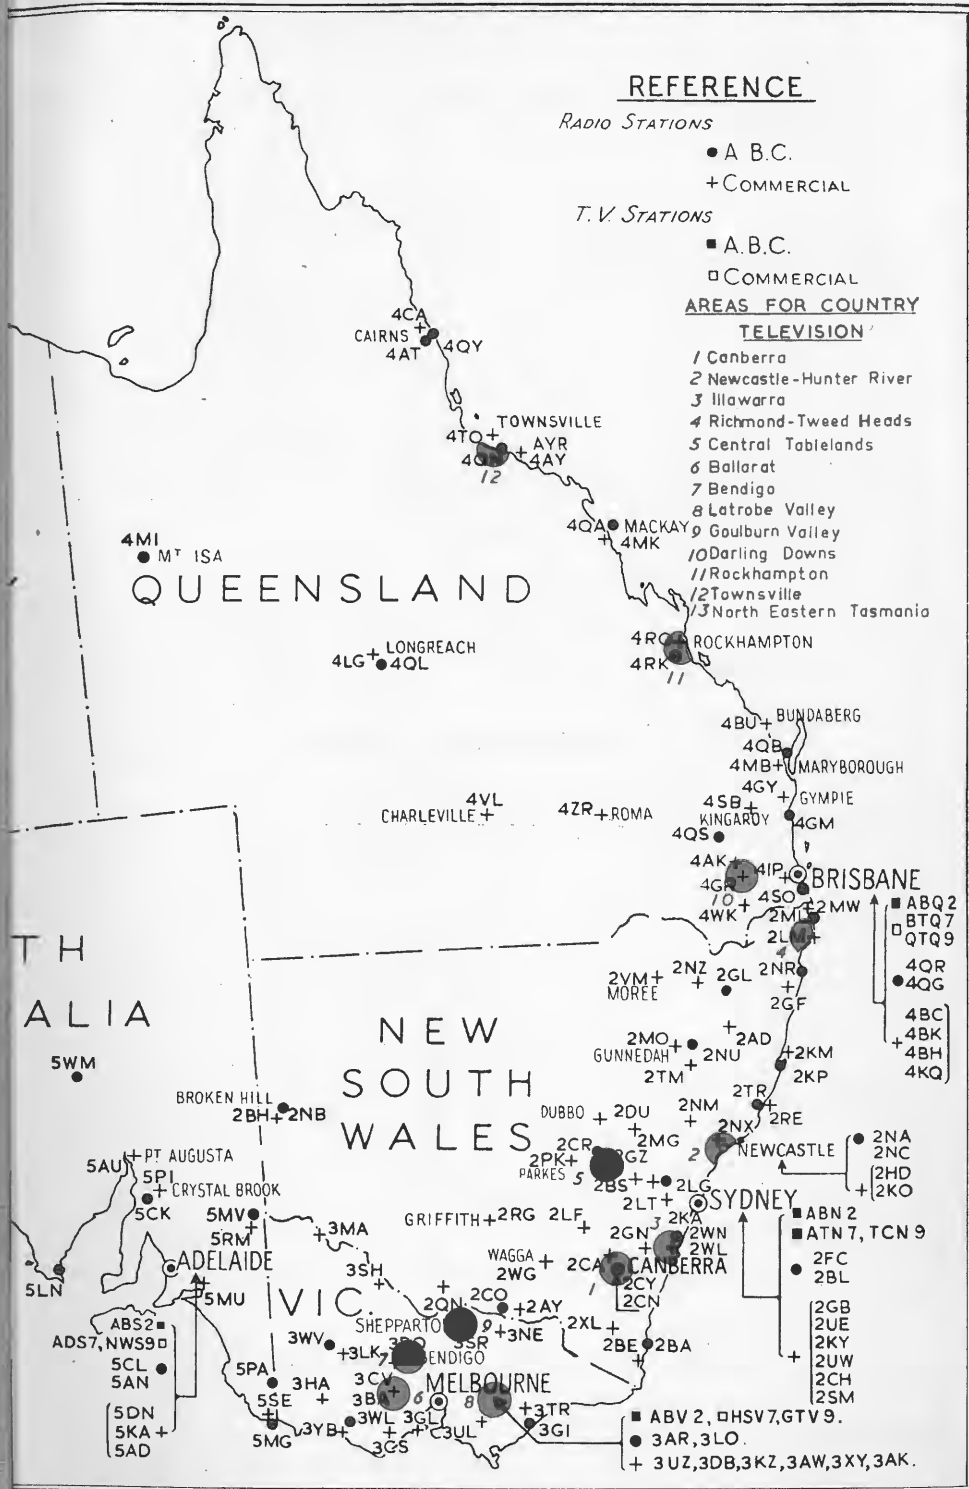 REFERENCE
RADIO STATIONS
● A B.C.
+ COMMERCIAL
T.V. STATIONS
■ A.B.C.
□ COMMERCIAL
AREAS FOR COUNTRY
TELEVISION
1 Canberra
2 Newcastle-Hunter River
3 Illawarra
4 Richmond-Tweed Heads
5 Central Tablelands
6 Ballarat
7 Bendigo
8 Latrobe Valley
9 Goulburn Valley
10 Darling Downs
11 Rockhampton
12 Townsville
13 North Eastern Tasmania
4CA
CAIRNS
4AT
4QY
TOWNSVILLE
4TO
AYR
4QN
4AY
12
4QA
MACKAY
4MK
4MI
MT ISA
QUEENSLAND
4RO
ROCKHAMPTON
4RK
11
LONGREACH
4LG
4QL
4BU
BUNDABERG
4QB
4MB
MARYBOROUGH
4GY
GYMPIE
4SB
KINGAROY
4GM
4VL
CHARLEVILLE
4ZR
ROMA
4QS
4AK
4IP
BRISBANE
4GR
10
4SO
4WK
2MW
2ML
2LM
4
ABQ2
BTQ7
QTQ9
4QR
4QG
4BC
4BK
4BH
4KQ
TH
ALIA
NEW
SOUTH
WALES
2VM
MOREE
2NZ
2GL
2NR
2GF
2AD
2MO
GUNNEDAH
2NU
2TM
2KM
2KP
5WM
BROKEN HILL
2BH
2NB
DUBBO
2DU
2NM
2TR
2RE
2MG
2NX
2
NEWCASTLE
2NA
2NC
2HD
2KO
2CR
2PK
PARKES
5
2GZ
2BS
2LG
2LT
SYDNEY
ABN 2
ATN 7, TCN 9
2FC
2BL
2GB
2UE
2KY
2UW
2CH
2SM
5AU
PT AUGUSTA
5PI
CRYSTAL BROOK
5CK
5MV
5RM
3MA
GRIFFITH
2RG
2LF
2GN
3
2KA
2WN
2WL
ADELAIDE
5LN
5MU
3SH
WAGGA
2WG
2CA
CANBERRA
1
2CY
2CN
VIC.
2QN
2CO
2AY
2XL
ABS2
ADS7, NWS9
5CL
5AN
5DN
5KA
5AD
3WV
SHEPPARTO
9
3SR
3NE
3BO
3LK
7
BENDIGO
2BE
2BA
5PA
3HA
3CV
MELBOURNE
5SE
3BA
6
8
5MG
3YB
3WL
3GL
3CS
3UL
3TR
3GI
ABV 2, □HSV7, GTV 9.
3AR, 3LO.
3UZ, 3DB, 3KZ, 3AW, 3XY, 3AK.